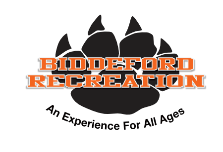 BIDDEFORD
RECREATION
An Experience For All Ages